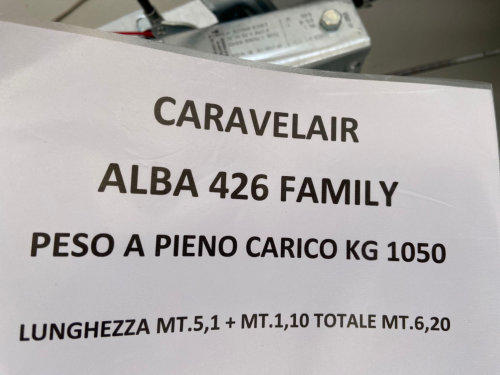 CARAVELAIR
ALBA 426 FAMILY
PESO A PIENO CARICO KG 1050
LUNGHEZZA MT.5,1 + MT.1,10 TOTALE MT.6,20